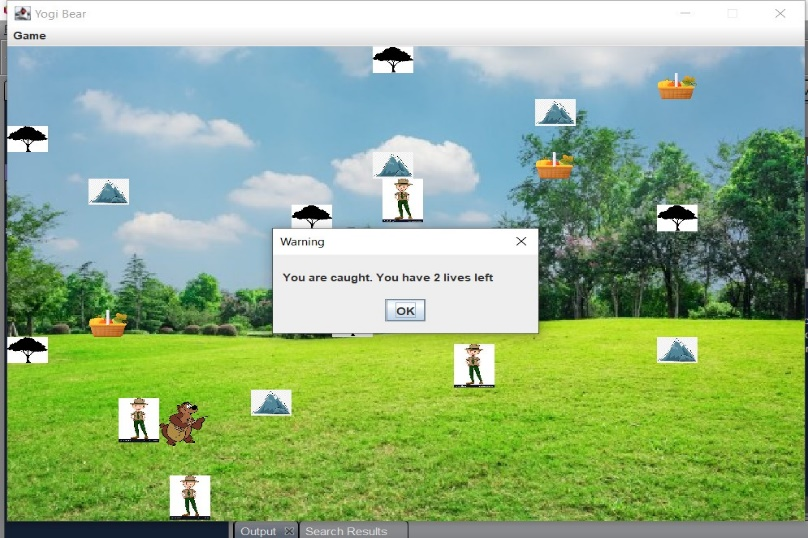 Yogi Bear
Game
Warning
You are caught. You have 2 lives left
OK
Output
Search Results